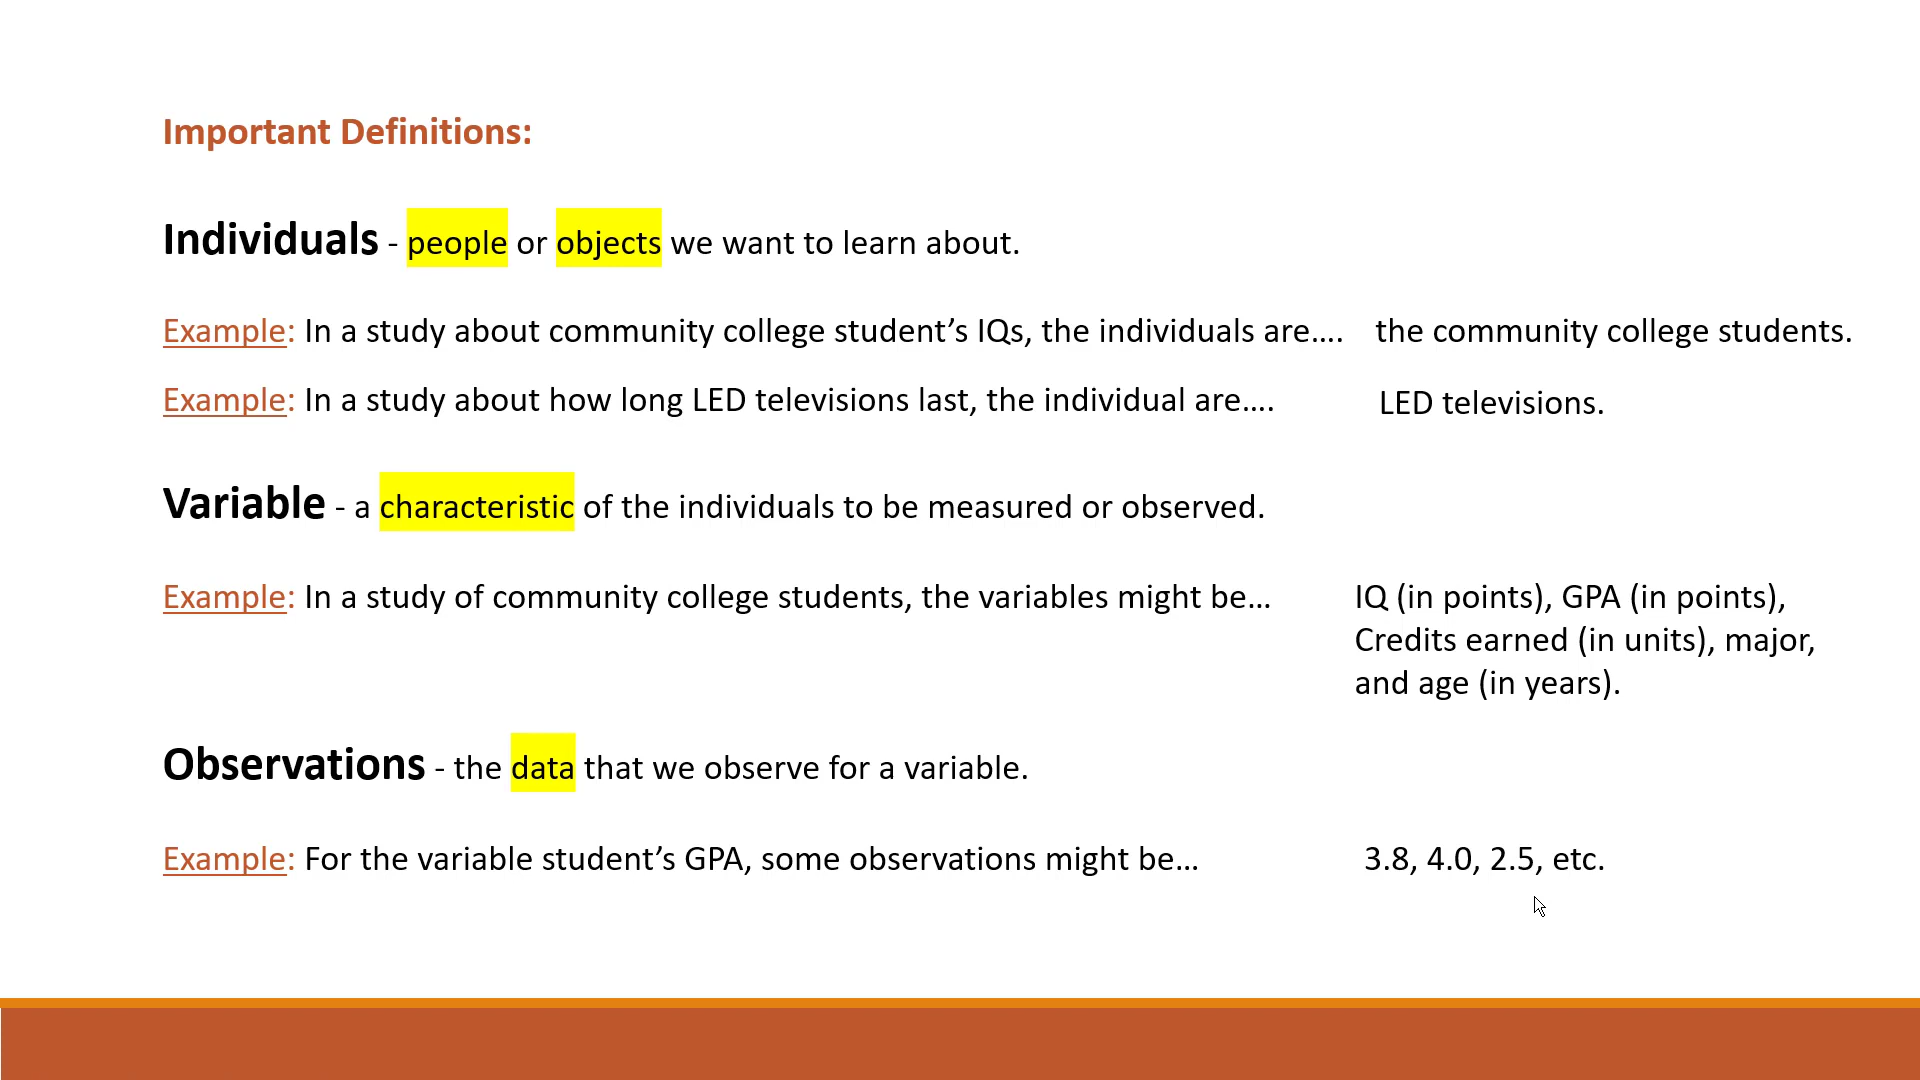 Important Definitions:
Individuals - people or objects we want to learn about.
Example: In a study about community college student’s IQs, the individuals are.... the community college students.
Example: In a study about how long LED televisions last, the individual are.... LED televisions.
Variable - a characteristic of the individuals to be measured or observed.
Example: In a study of community college students, the variables might be... IQ (in points), GPA (in points),
Credits earned (in units), major,
and age (in years).
Observations - the data that we observe for a variable.
Example: For the variable student’s GPA, some observations might be... 3.8, 4.0, 2.5, etc.